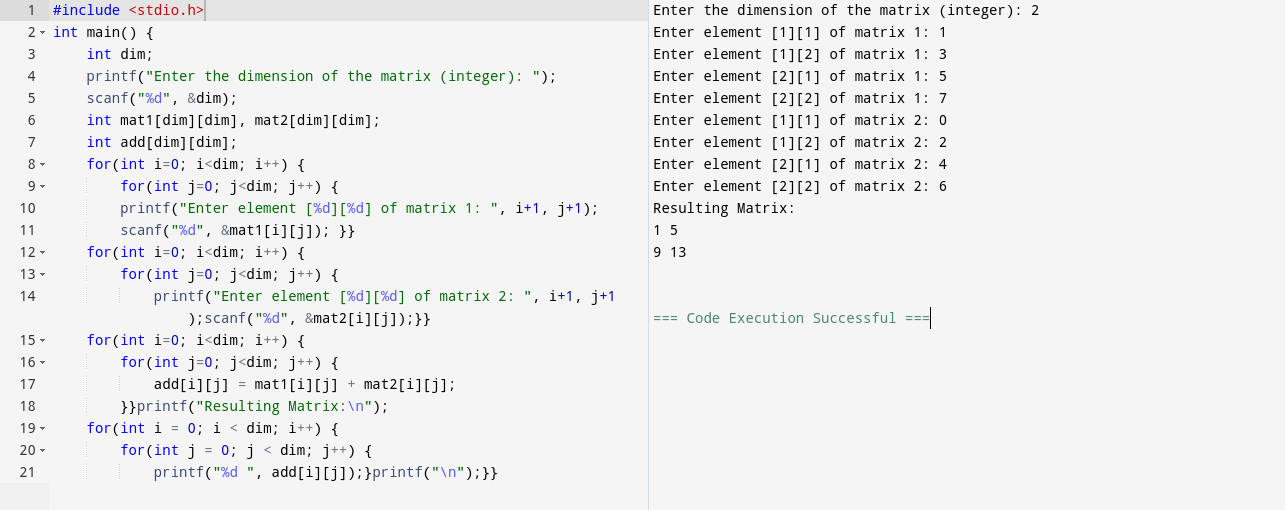 1 #include <stdio.h>
2 int main() {
3     int dim;
4     printf("Enter the dimension of the matrix (integer): ");
5     scanf("%d", &dim);
6     int mat1[dim][dim], mat2[dim][dim];
7     int add[dim][dim];
8     for(int i=0; i<dim; i++) {
9         for(int j=0; j<dim; j++) {
10         printf("Enter element [%d][%d] of matrix 1: ", i+1, j+1);
11         scanf("%d", &mat1[i][j]); }}
12     for(int i=0; i<dim; i++) {
13         for(int j=0; j<dim; j++) {
14             printf("Enter element [%d][%d] of matrix 2: ", i+1, j+1
                );scanf("%d", &mat2[i][j]);}}
15     for(int i=0; i<dim; i++) {
16         for(int j=0; j<dim; j++) {
17             add[i][j] = mat1[i][j] + mat2[i][j];
18         }}printf("Resulting Matrix:\n");
19     for(int i = 0; i < dim; i++) {
20         for(int j = 0; j < dim; j++) {
21             printf("%d ", add[i][j]);}printf("\n");}}
Enter the dimension of the matrix (integer): 2
Enter element [1][1] of matrix 1: 1
Enter element [1][2] of matrix 1: 3
Enter element [2][1] of matrix 1: 5
Enter element [2][2] of matrix 1: 7
Enter element [1][1] of matrix 2: 0
Enter element [1][2] of matrix 2: 2
Enter element [2][1] of matrix 2: 4
Enter element [2][2] of matrix 2: 6
Resulting Matrix:
1 5
9 13
=== Code Execution Successful ===